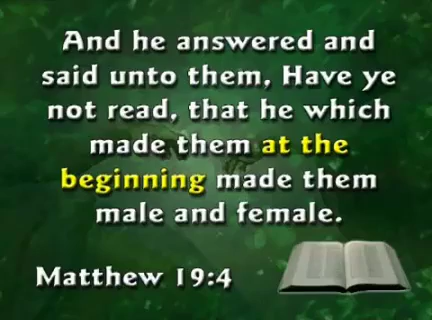 And he answered and
said unto them, Have ye
not read, that he which
made them at the
beginning made them
male and female.
Matthew 19:4